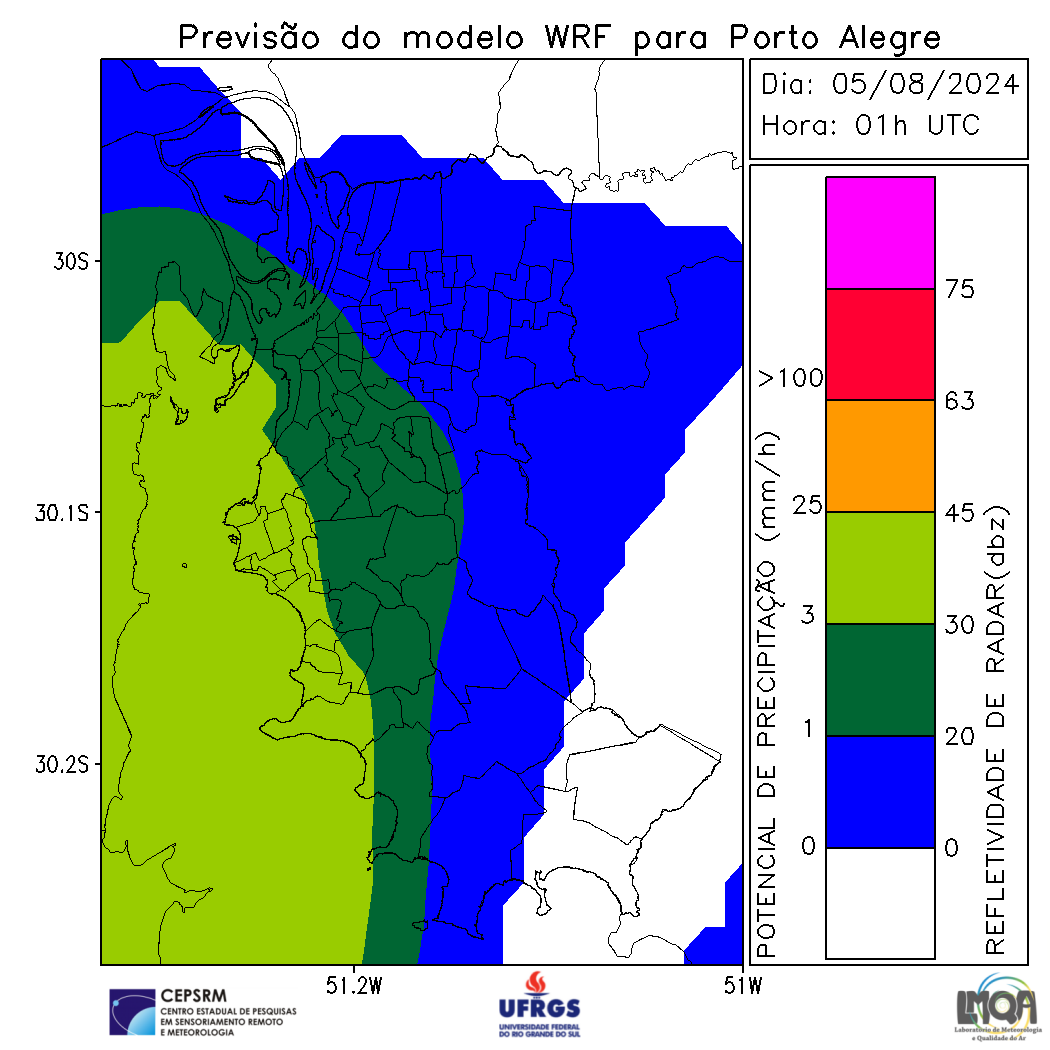 Previsão do modelo WRF para Porto Alegre
Dia: 05/08/2024
Hora: 01h UTC
30S
30.1S
30.2S
51.2W
51W
POTENCIAL DE PRECIPITAÇÃO (mm/h)
>100
25
3
1
0
75
63
45
30
20
0
REFLETIVIDADE DE RADAR(dbz)
CEPSRM
CENTRO ESTADUAL DE PESQUISAS
EM SENSORIAMENTO REMOTO
E METEOROLOGIA
UFRGS
UNIVERSIDADE FEDERAL
DO RIO GRANDE DO SUL
LMQA
Laboratório de Meteorologia
e Qualidade do Ar